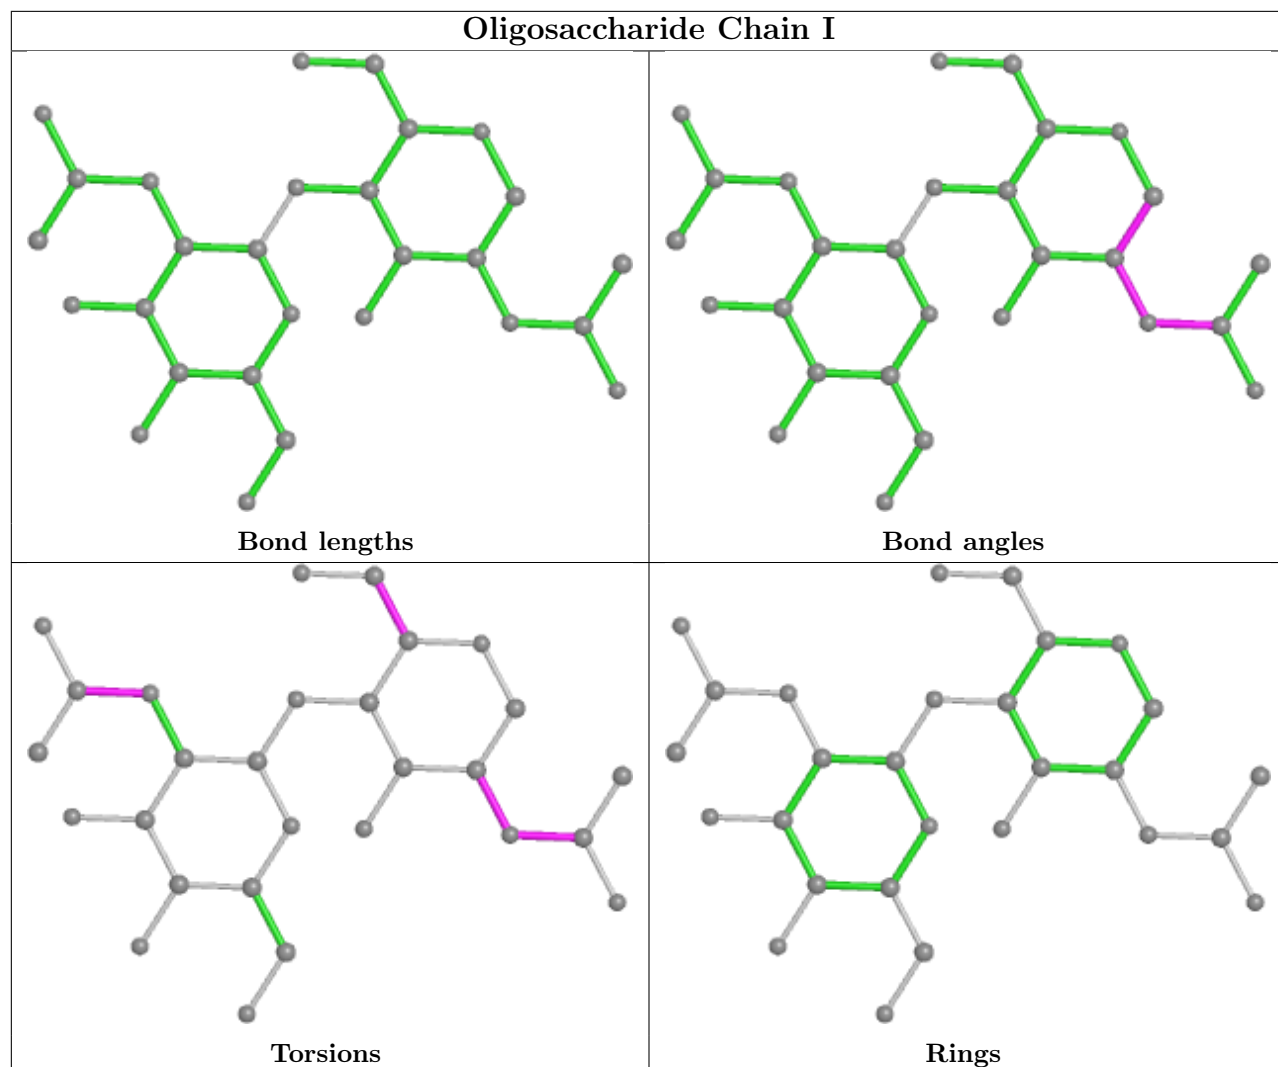 Oligosaccharide Chain I
Bond lengths
Bond angles
Torsions
Rings